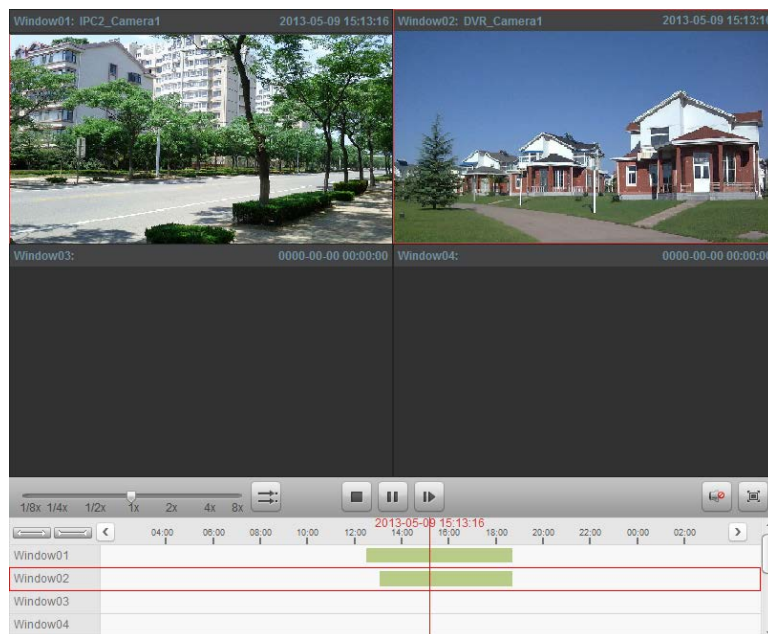 Window01: IPC2_Camera1 2013-05-09 15:13:16
Window02: DVR_Camera1 2013-05-09 15:13:16
Window03: 0000-00-00 00:00:00
Window04: 0000-00-00 00:00:00
1/8x 1/4x 1/2x 1x 2x 4x 8x
2013-05-09 15:13:16
04:00 06:00 08:00 10:00 12:00 14:00 16:00 18:00 20:00 22:00 00:00 02:00
Window01
Window02
Window03
Window04